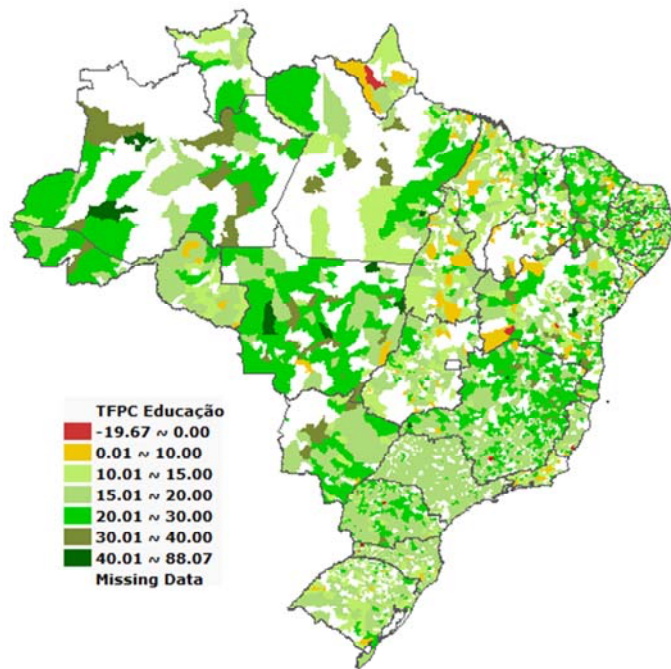 TFPC Educação
-19.67 ~ 0.00
0.01 ~ 10.00
10.01 ~ 15.00
15.01 ~ 20.00
20.01 ~ 30.00
30.01 ~ 40.00
40.01 ~ 88.07
Missing Data